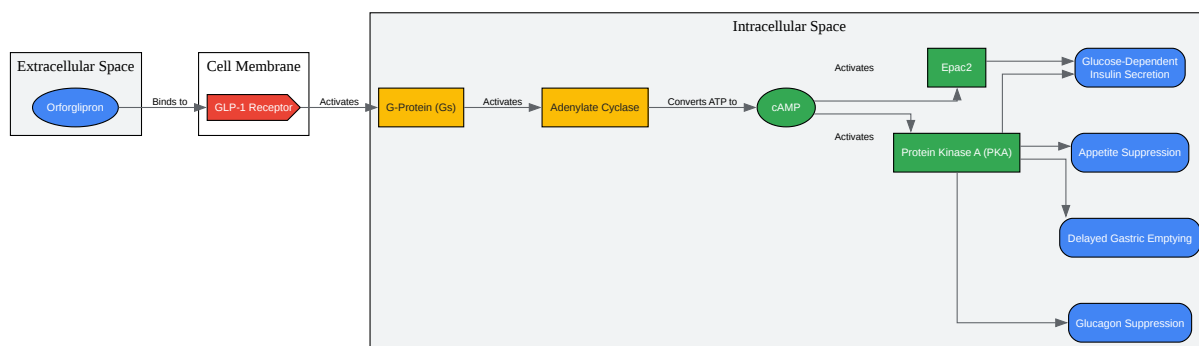 Intracellular Space
Extracellular Space
Cell Membrane
Orforglipron
Binds to
GLP-1 Receptor
Activates
G-Protein (Gs)
Activates
Adenylate Cyclase
Converts ATP to
cAMP
Activates
Epac2
Glucose-Dependent
Insulin Secretion
Activates
Protein Kinase A (PKA)
Appetite Suppression
Delayed Gastric Emptying
Glucagon Suppression